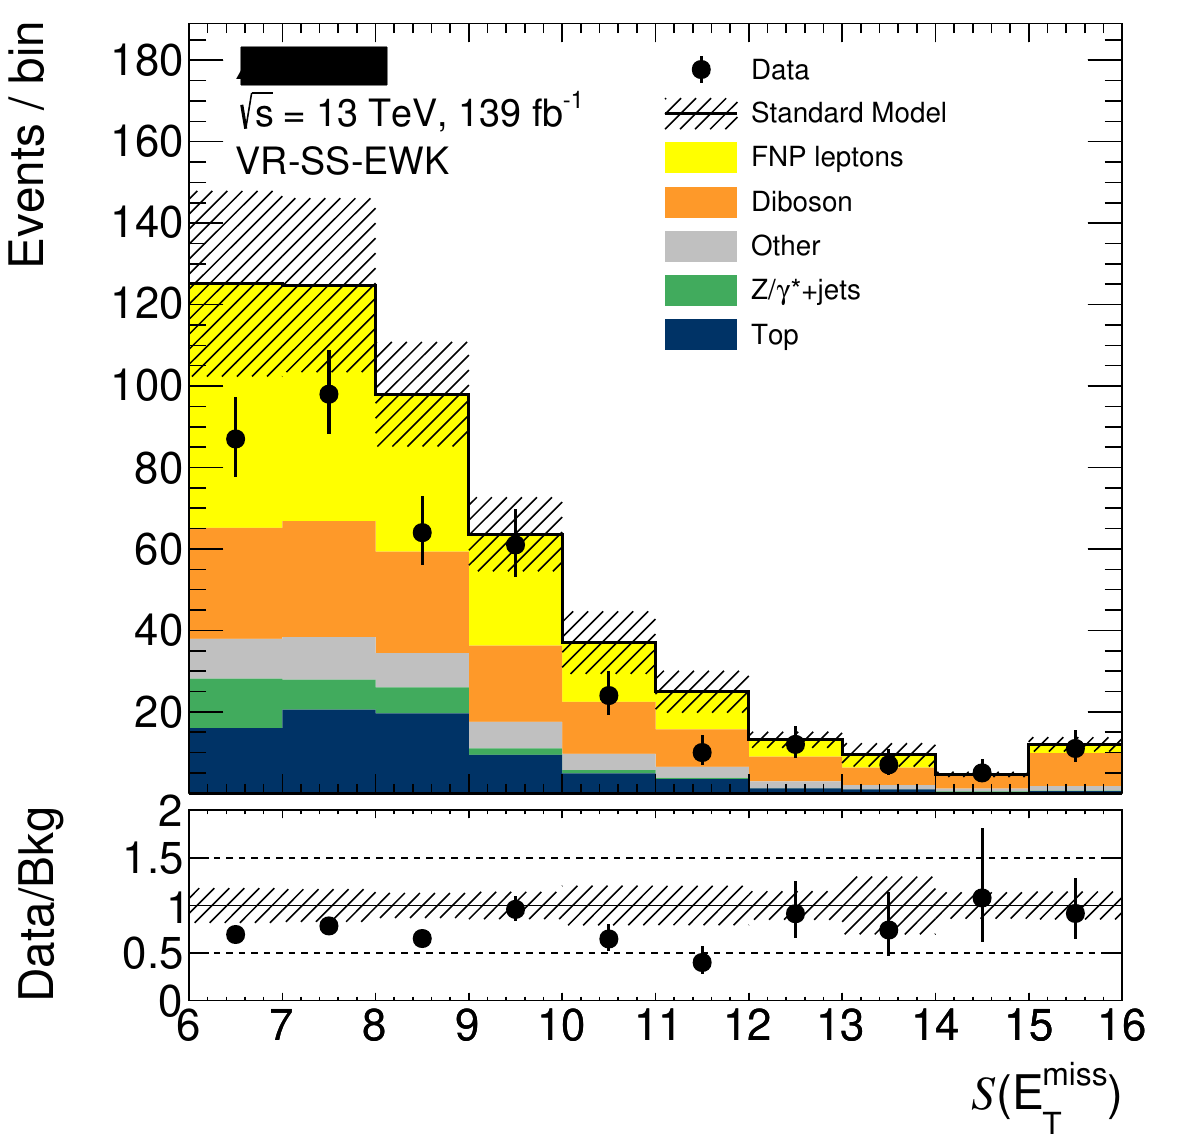 Events / bin
180
160
140
120
100
80
60
40
20
√s = 13 TeV, 139 fb⁻¹
VR-SS-EWK
Data
Standard Model
FNP leptons
Diboson
Other
Z/γ*+jets
Top
Data/Bkg
2
1.5
1
0.5
0
6 7 8 9 10 11 12 13 14 15 16
S(E_T^miss)